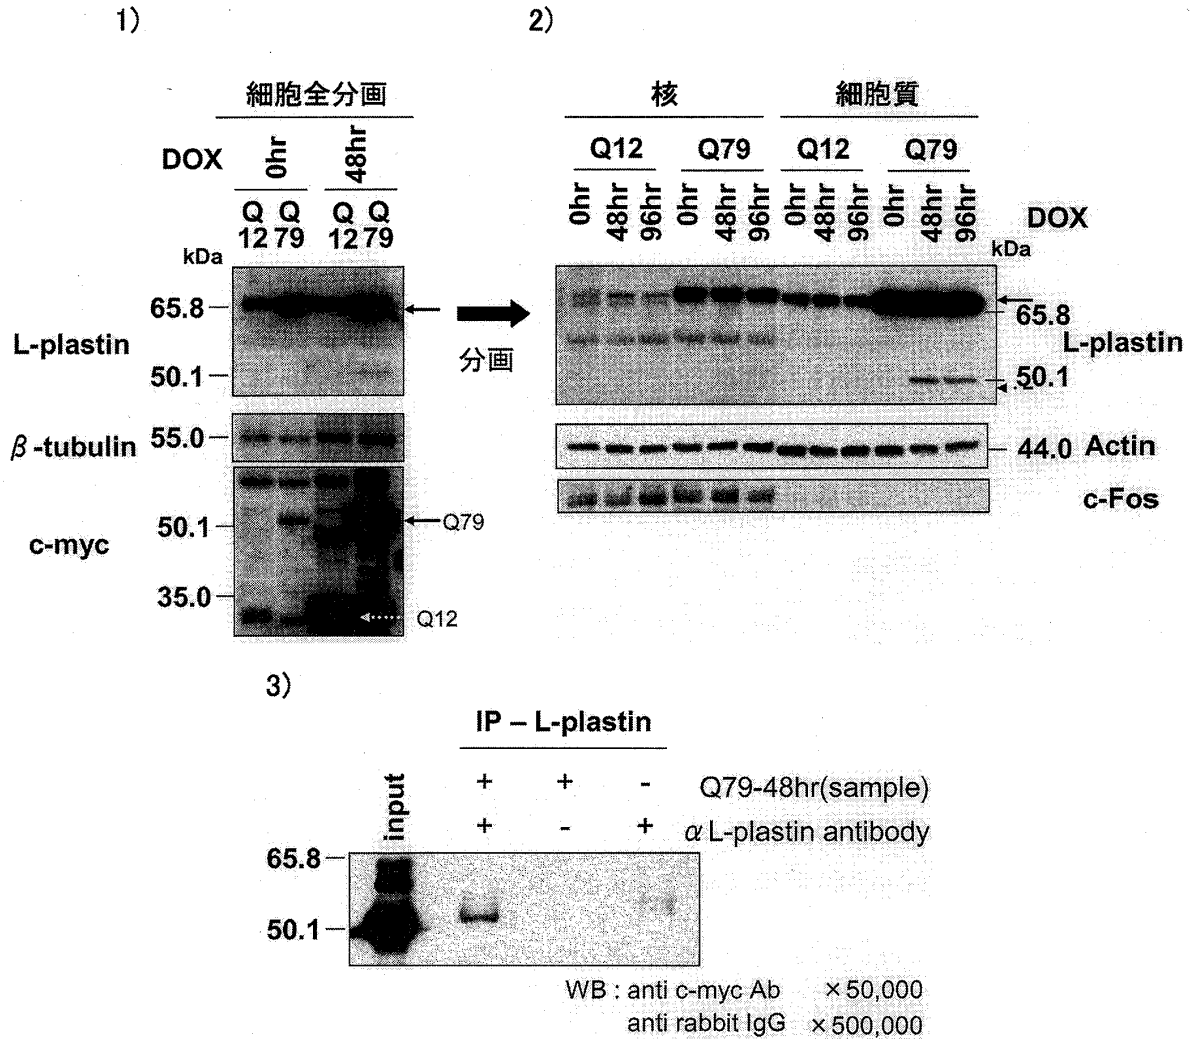 1)
細胞全分画
DOX 0hr 48hr
Q12 Q79 Q12 Q79
kDa
65.8
L-plastin
50.1
β-tubulin 55.0
50.1 Q79
c-myc
35.0
Q12
分画
2)
核 細胞質
Q12 Q79 Q12 Q79
0hr 48hr 96hr 0hr 48hr 96hr 0hr 48hr 96hr 0hr 48hr 96hr DOX
kDa
65.8
L-plastin
50.1
44.0 Actin
c-Fos
3)
IP – L-plastin
input + + - Q79-48hr(sample)
+ - + αL-plastin antibody
65.8
50.1
WB : anti c-myc Ab ×50,000
anti rabbit IgG ×500,000